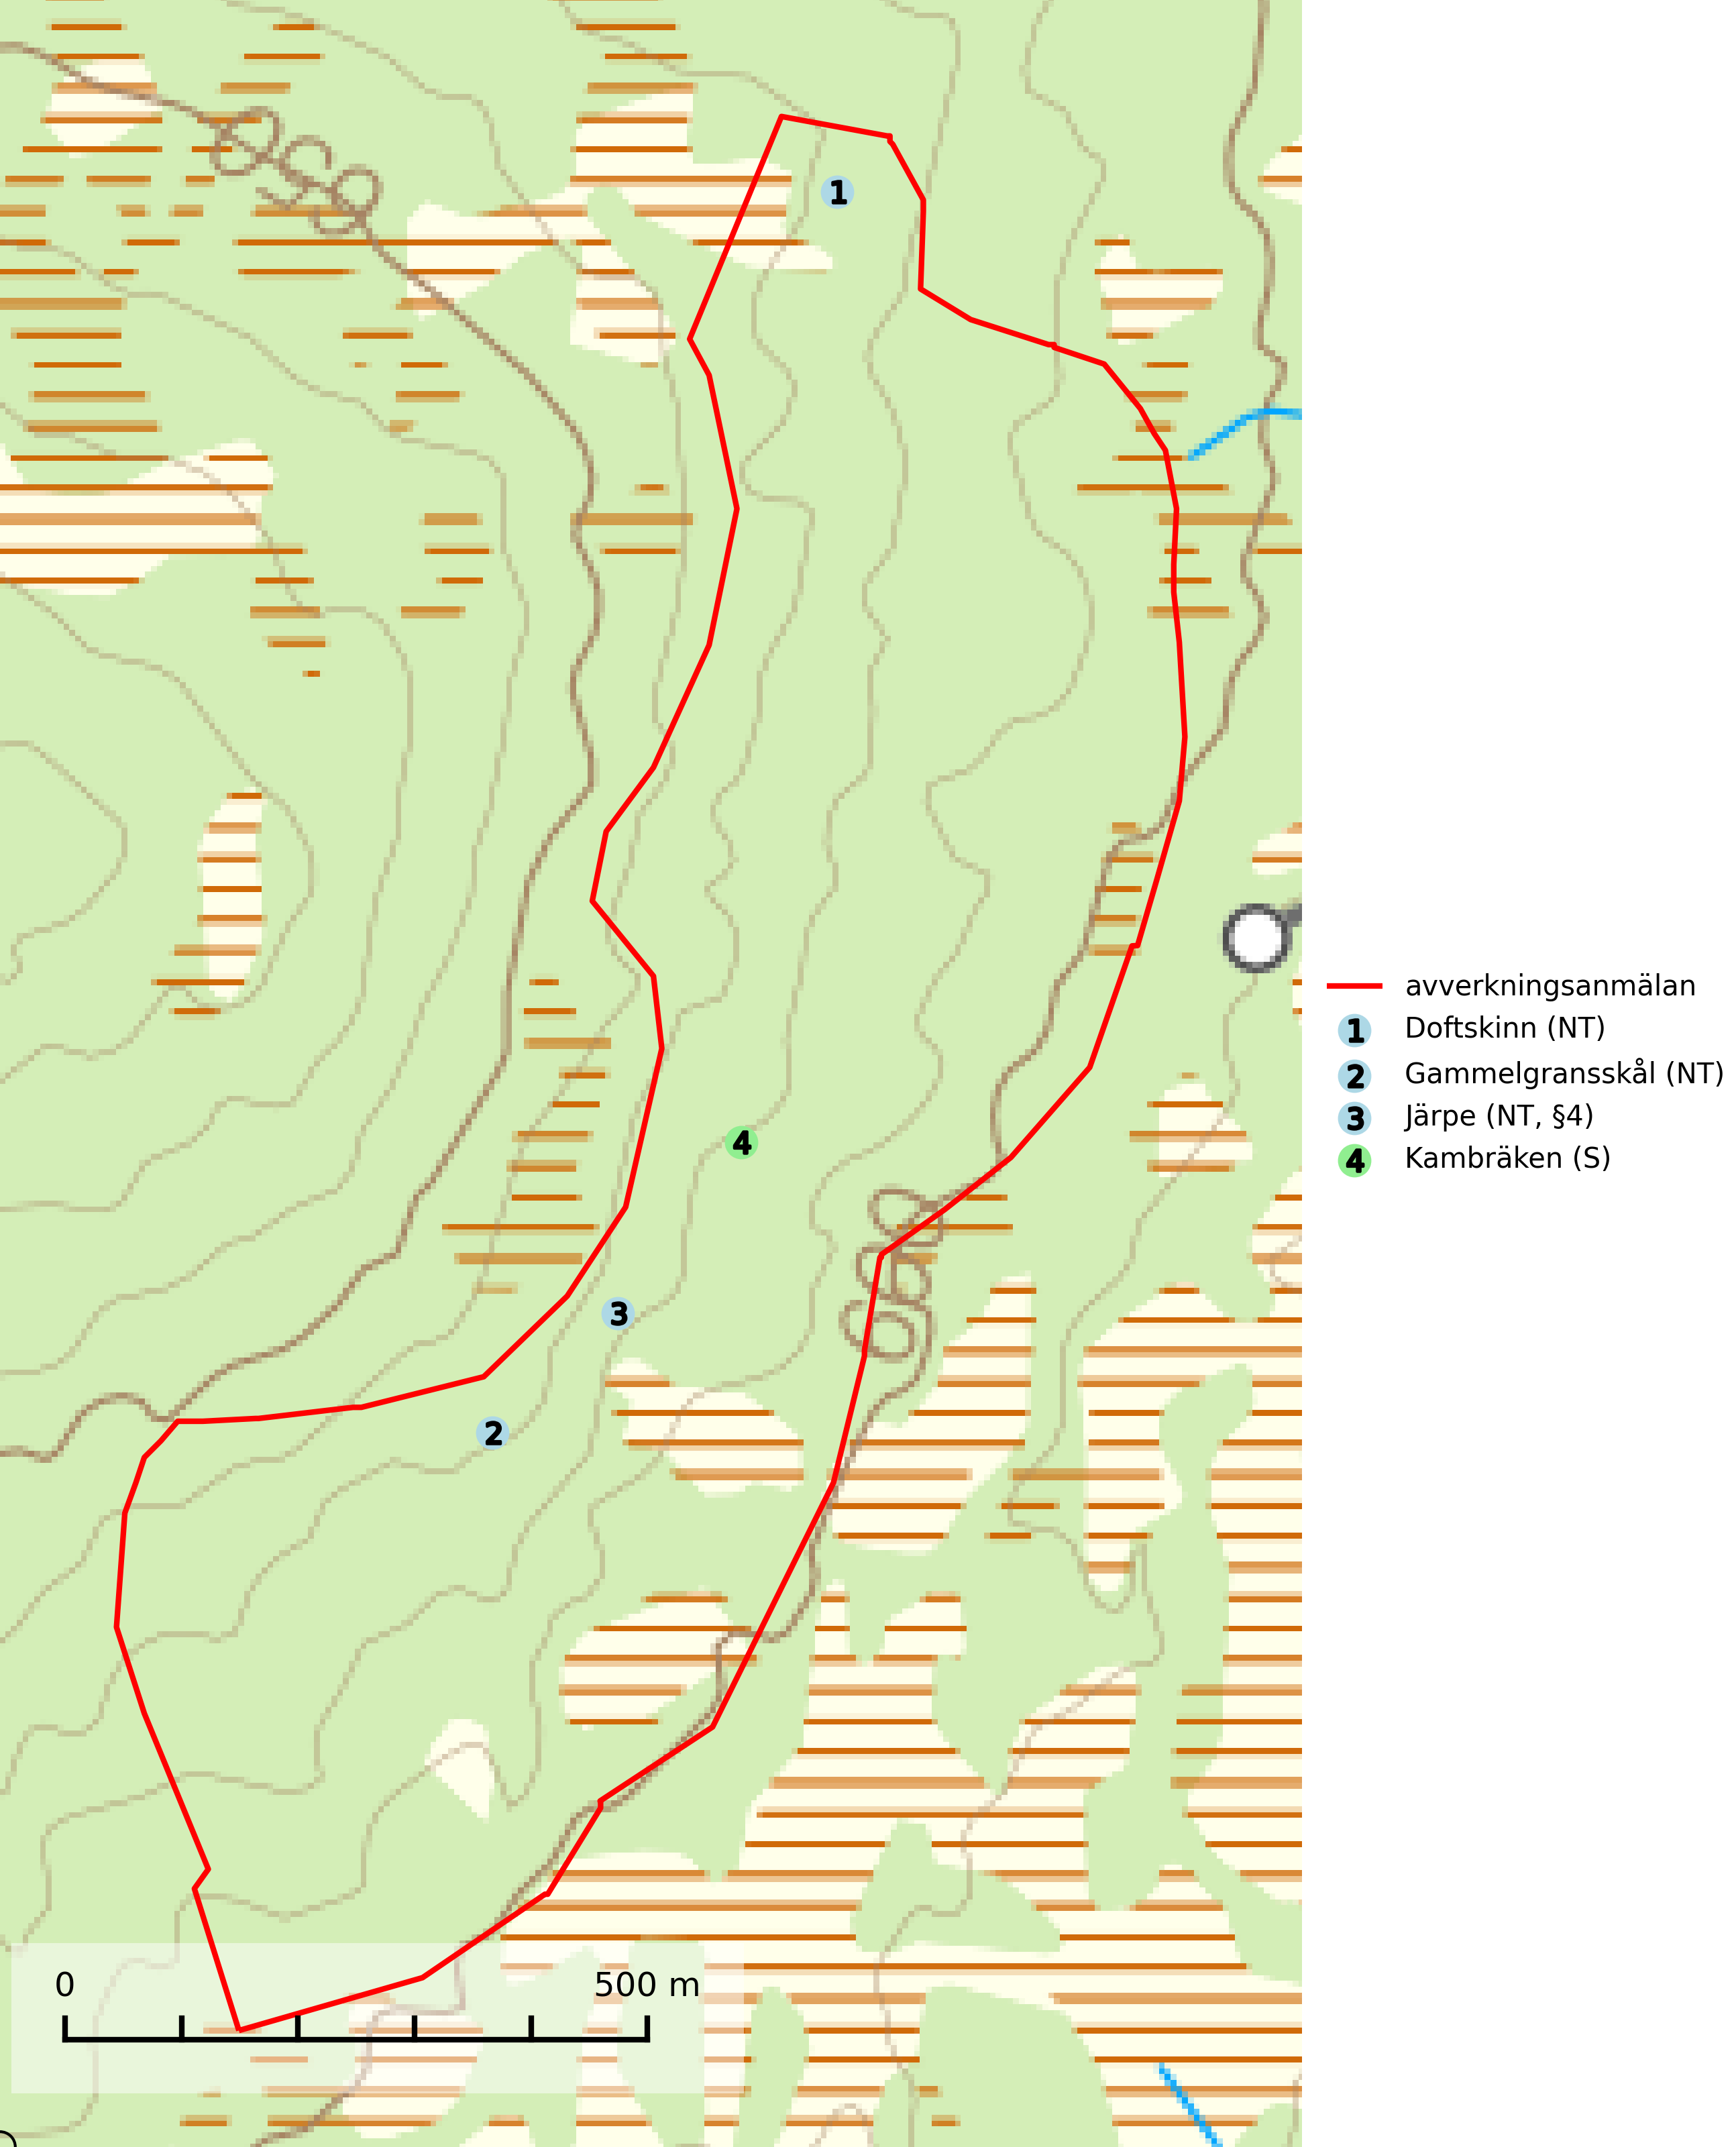 1
4
3
2
0 500 m
avverkningsanmälan
1 Doftskinn (NT)
2 Gammelgransskål (NT)
3 Järpe (NT, §4)
4 Kambräken (S)